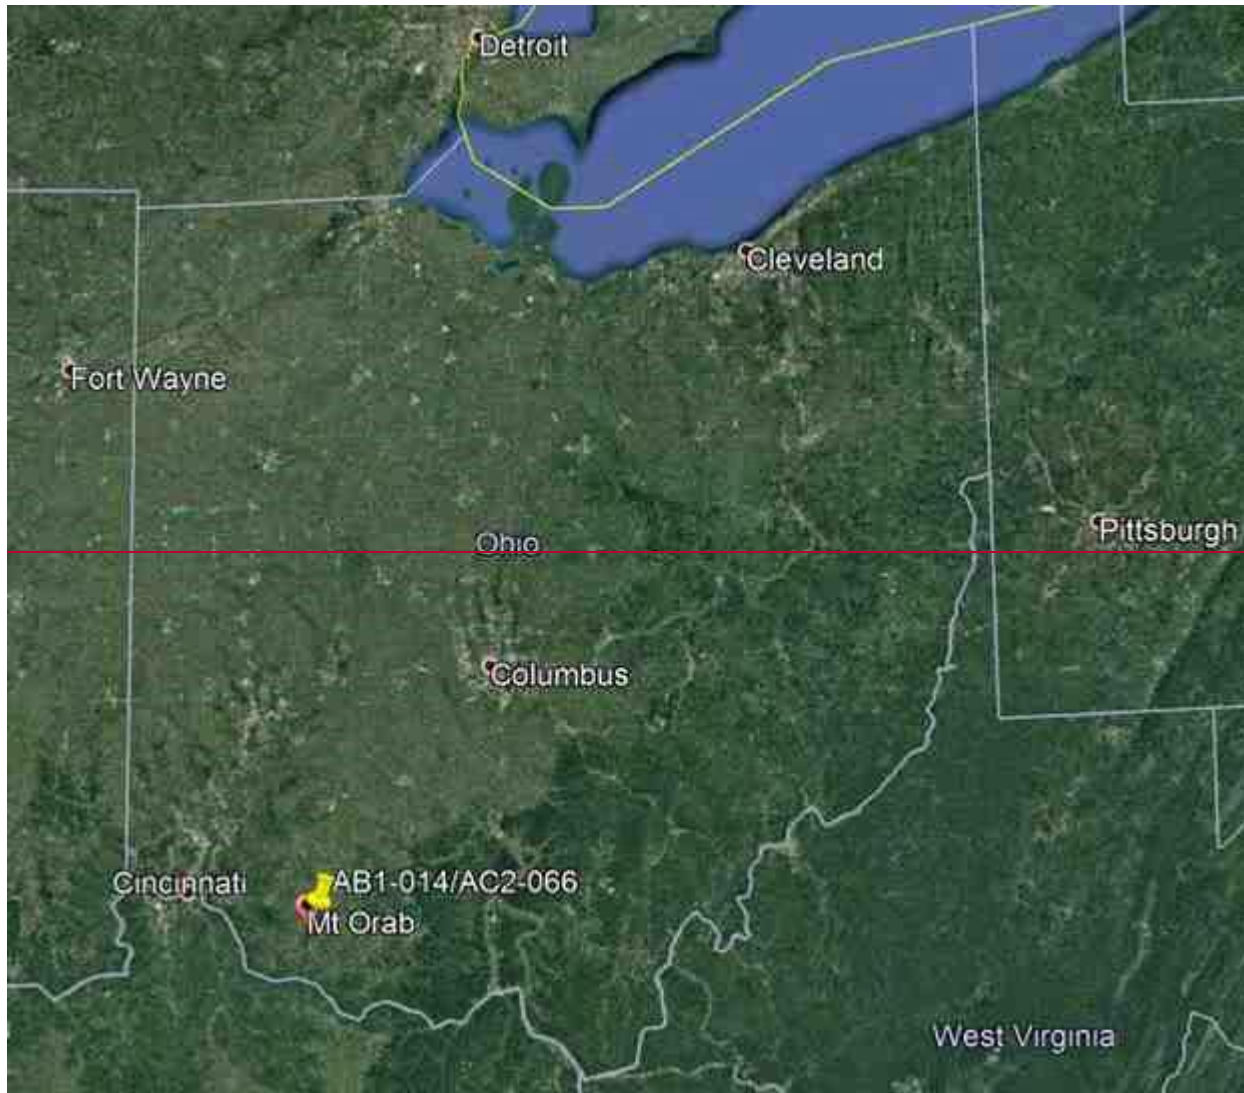 Detroit
Cleveland
Fort Wayne
Pittsburgh
Ohio
Columbus
Cincinnati
AB1-014/AC2-066
Mt Orab
West Virginia